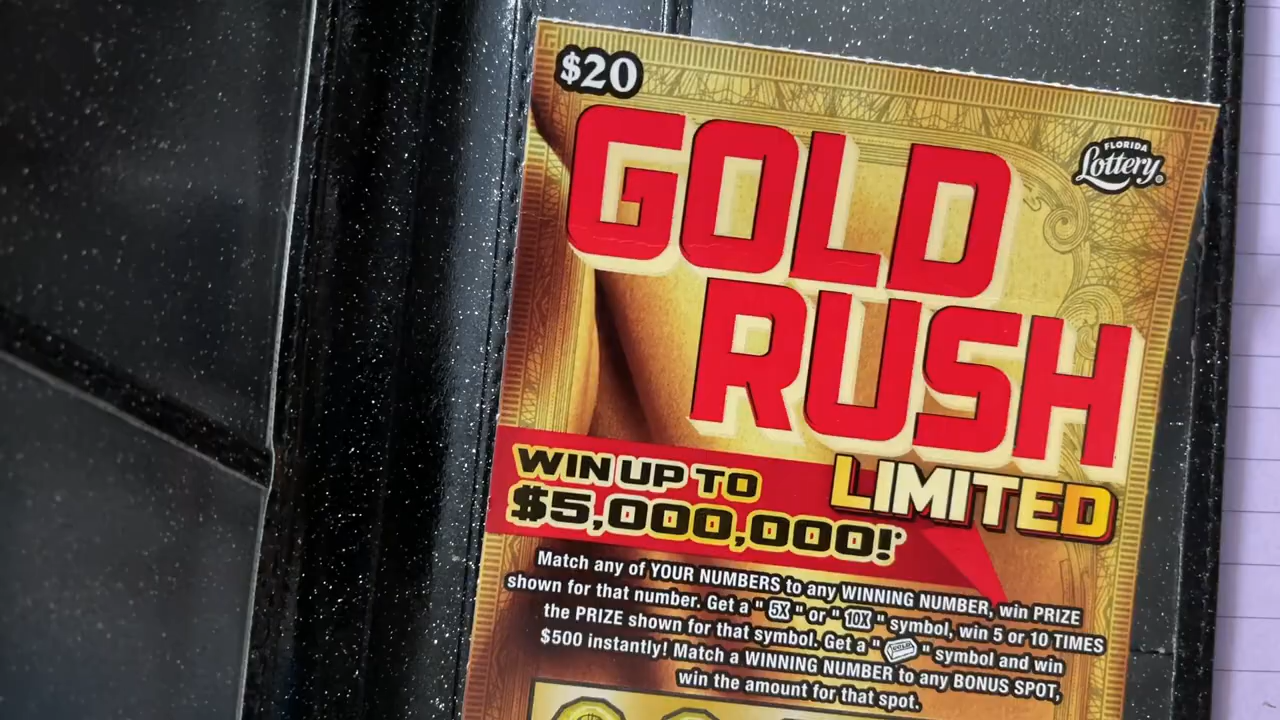 $20
FLORIDA
Lottery
GOLD
RUSH
LIMITED
WIN UP TO
$5,000,000!*
Match any of YOUR NUMBERS to any WINNING NUMBER, win PRIZE
shown for that number. Get a "5X" or "10X" symbol, win 5 or 10 TIMES
the PRIZE shown for that symbol. Get a " " symbol and win
$500 instantly! Match a WINNING NUMBER to any BONUS SPOT,
win the amount for that spot.